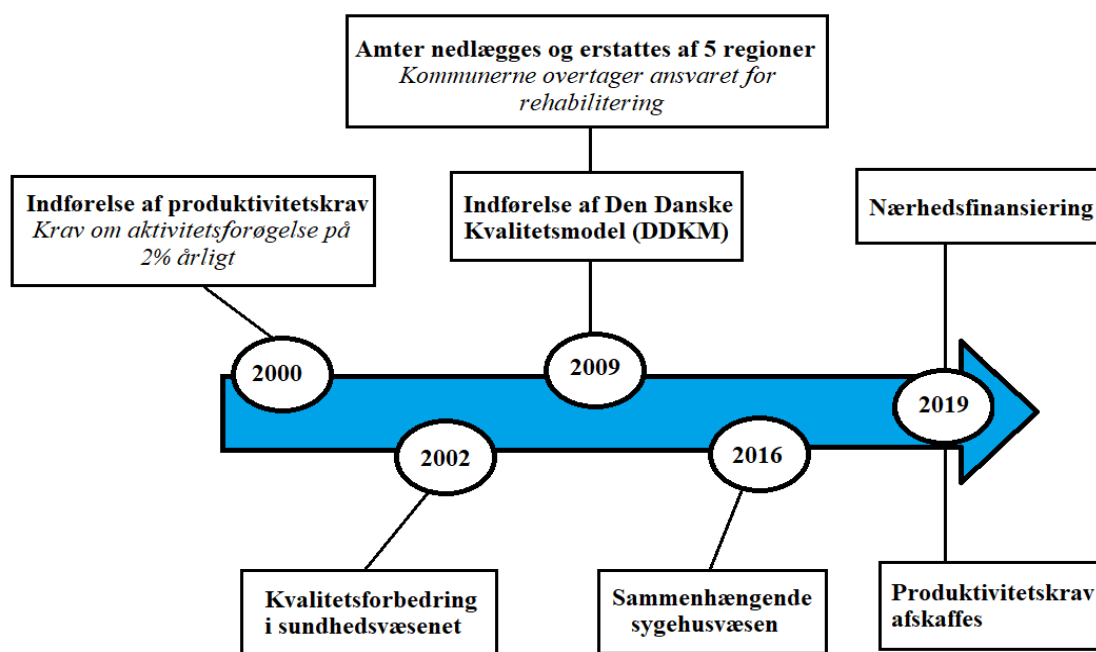 Amter nedlægges og erstattes af 5 regioner
Kommunerne overtager ansvaret for
rehabilitering
Indførelse af produktivitetskrav
Krav om aktivitetsforøgelse på
2% årligt
Indførelse af Den Danske
Kvalitetsmodel (DDKM)
Nærhedsfinansiering
2000
2009
2019
2002
2016
Kvalitetsforbedring
i sundhedsvæsenet
Sammenhængende
sygehusvæsen
Produktivitetskrav
afskaffes